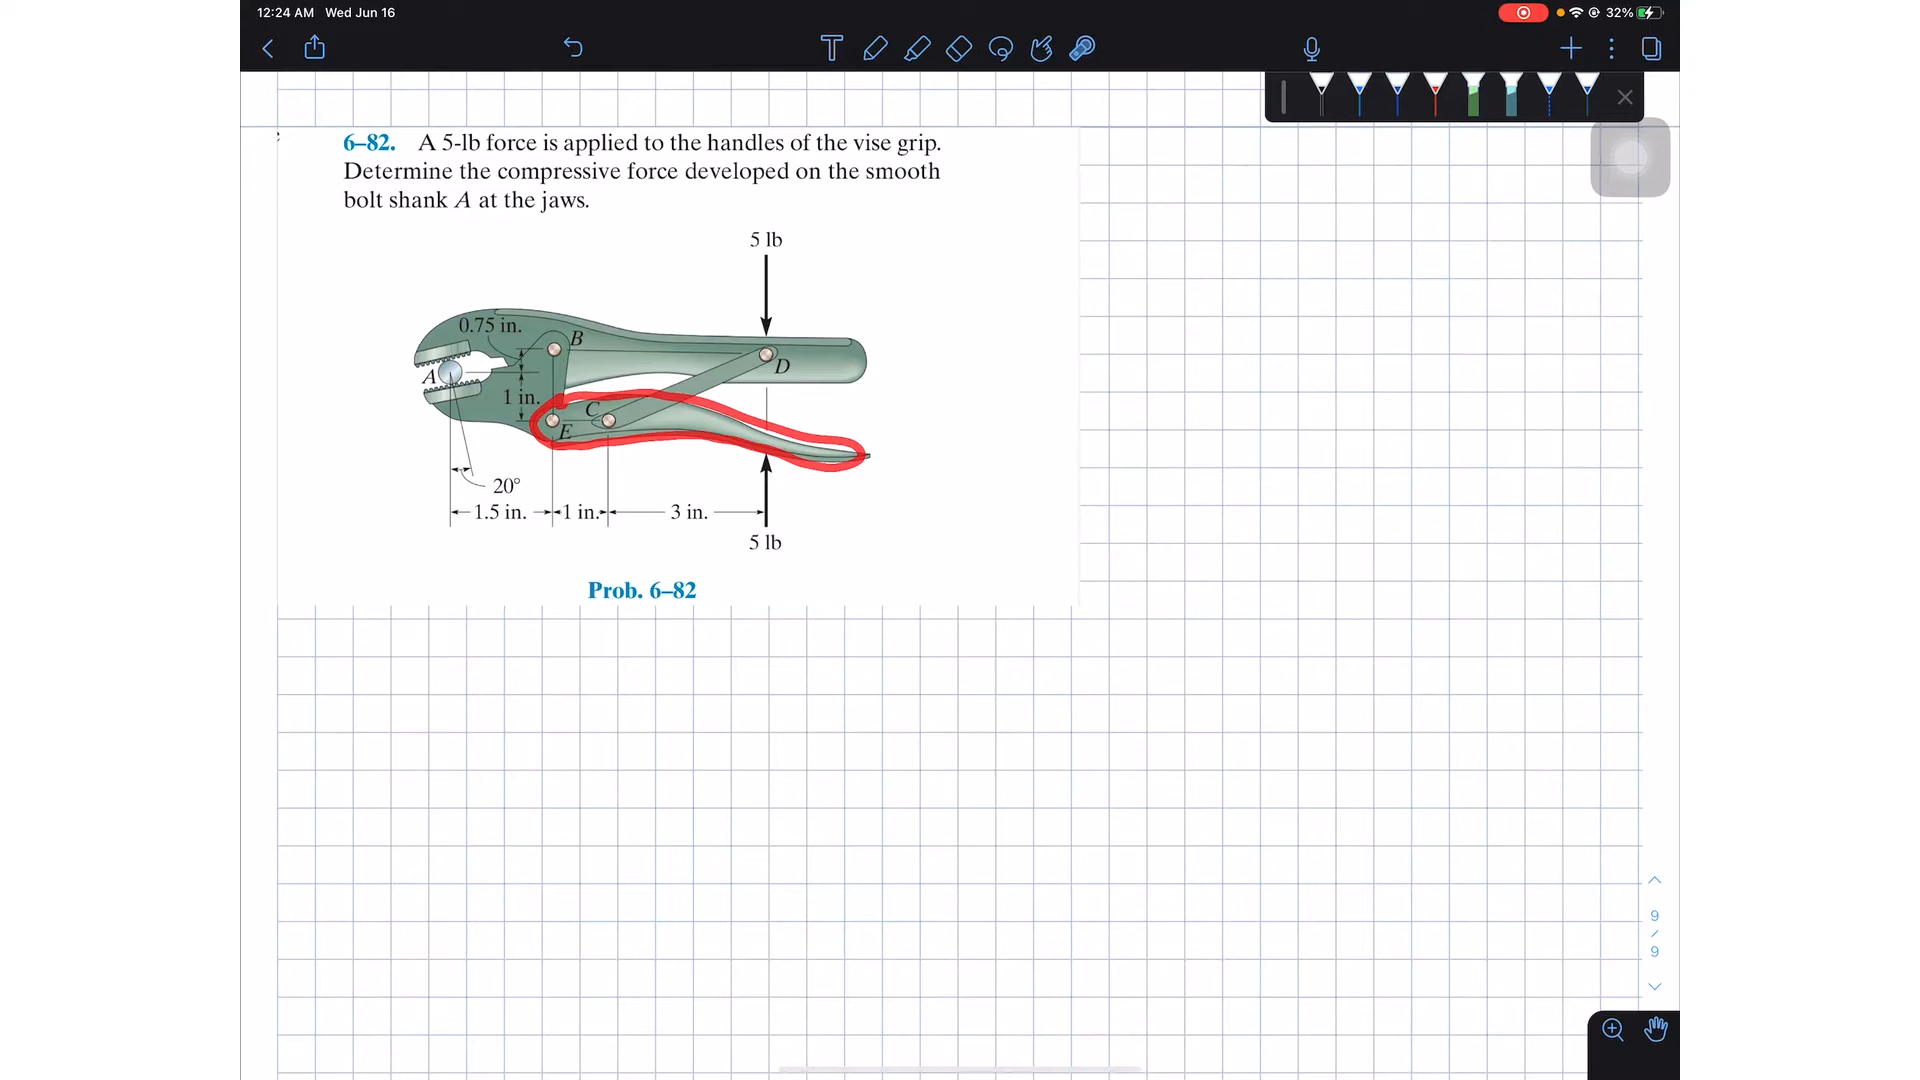 12:24 AM Wed Jun 16
32%
6–82. A 5-lb force is applied to the handles of the vise grip.
Determine the compressive force developed on the smooth
bolt shank A at the jaws.
5 lb
0.75 in.
B
D
A
1 in.
C
E
20°
1.5 in. 1 in. 3 in.
5 lb
Prob. 6–82
9
/
9